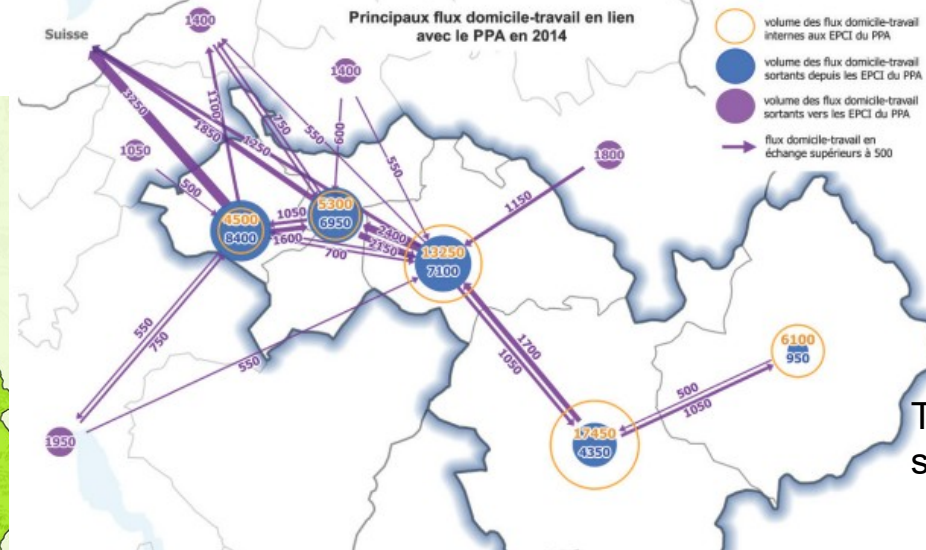 Principaux flux domicile-travail en lien
avec le PPA en 2014
volume des flux domicile-travail
internes aux EPCI du PPA
volume des flux domicile-travail
sortants depuis les EPCI du PPA
volume des flux domicile-travail
sortants vers les EPCI du PPA
flux domicile-travail en
échange supérieurs à 500
Suisse
1400
1400
3250
1100
1850
1250
750
550
600
550
1050
500
1800
1150
4500
8400
1050
1600
700
5300
6950
2400
2150
13250
7100
550
750
550
1700
1050
6100
950
500
1050
1950
17450
4350
T
s